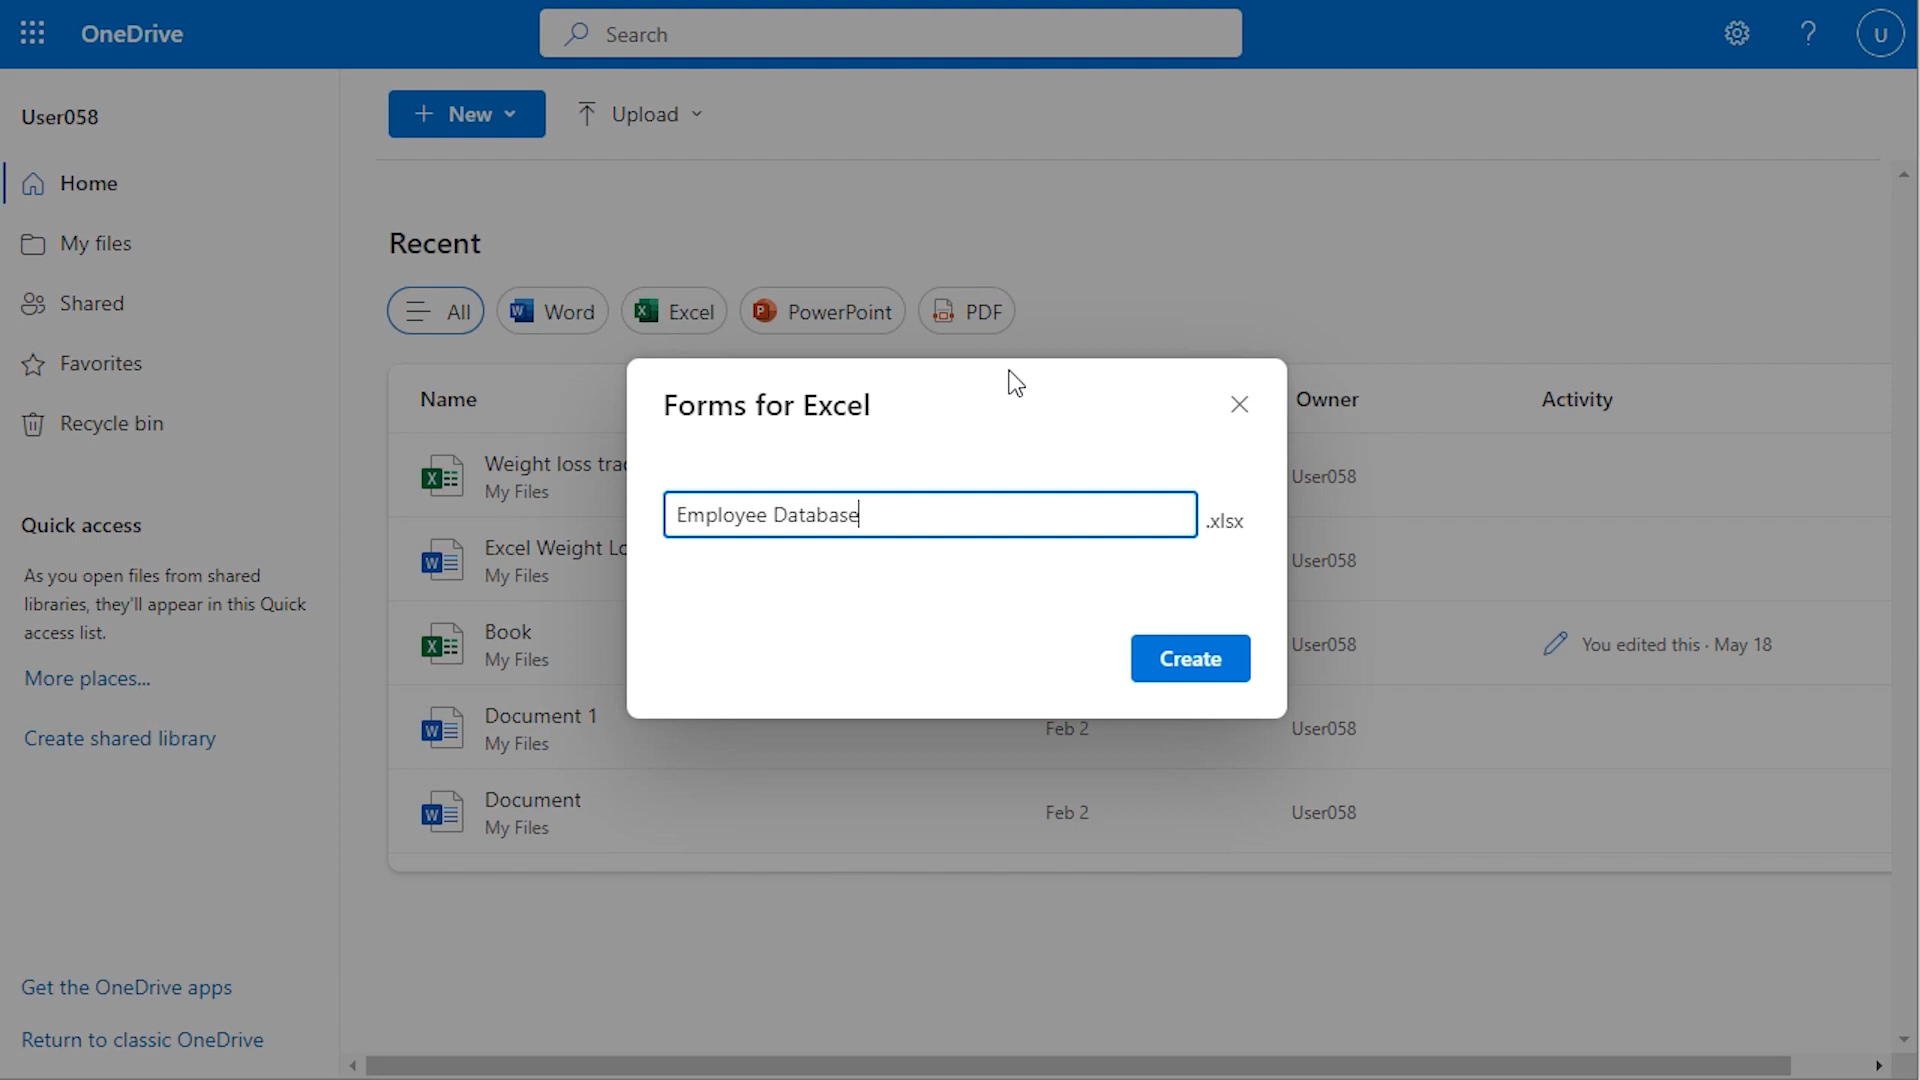 OneDrive
Search
?
U
User058
Home
My files
Shared
Favorites
Recycle bin
Quick access
As you open files from shared
libraries, they'll appear in this Quick
access list.
More places...
Create shared library
Get the OneDrive apps
Return to classic OneDrive
New
Upload
Recent
All
Word
Excel
PowerPoint
PDF
Name
Owner
Activity
Weight loss
My Files
User058
Excel Weight
My Files
User058
Book
My Files
User058
You edited this · May 18
Document 1
My Files
Feb 2
User058
Document
My Files
Feb 2
User058
Forms for Excel
Employee Database
.xlsx
Create